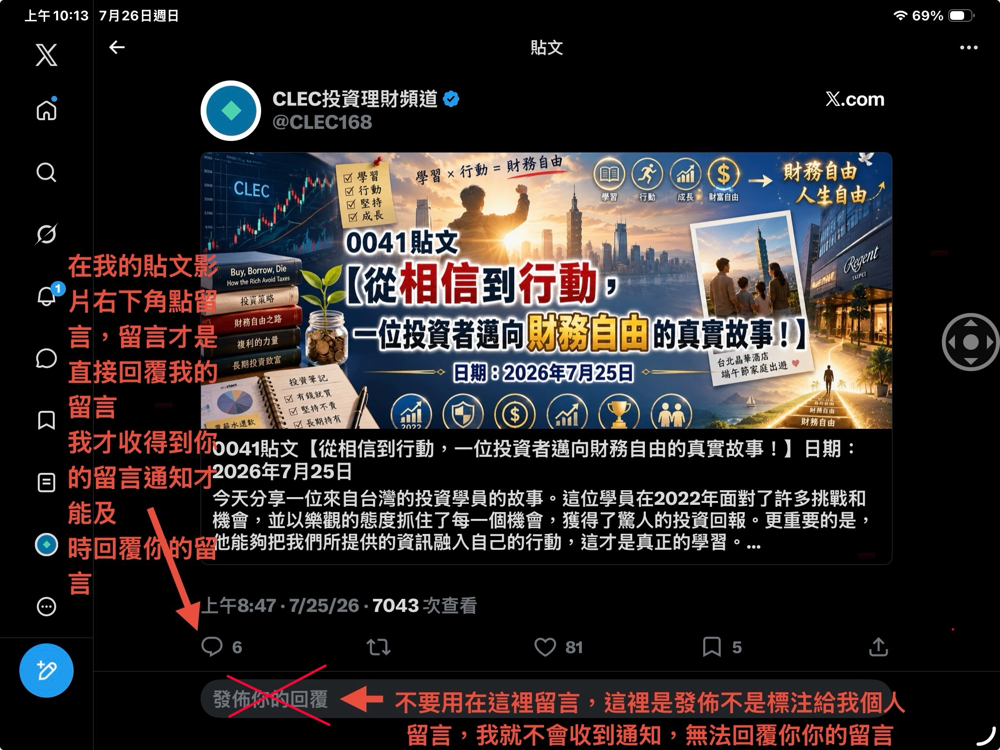 上午10:13 7月26日週日
69%
貼文
CLEC投資理財頻道
@CLEC168
X.com
CLEC
學習
行動
堅持
成長
學習 × 行動 = 財務自由
學習
行動
成長
財富自由
財務自由
人生自由
0041貼文
【從相信到行動，
一位投資者邁向財務自由的真實故事！】
日期：2026年7月25日
Buy, Borrow, Die
How the Rich Avoid Taxes
投資策略
財務自由之路
複利的力量
長期投資致富
投資筆記
有錢就買
堅持不賣
長期持有
2022
Regent
TAIPEI
台北晶華酒店
端午節家庭出遊
財務自由
財務自由
0041貼文【從相信到行動，一位投資者邁向財務自由的真實故事！】日期：
2026年7月25日
今天分享一位來自台灣的投資學員的故事。這位學員在2022年面對了許多挑戰和
機會，並以樂觀的態度抓住了每一個機會，獲得了驚人的投資回報。更重要的是，
他能夠把我們所提供的資訊融入自己的行動，這才是真正的學習。...
1
在我的貼文影
片右下角點留
言，留言才是
直接回覆我的
留言
我才收得到你
的留言通知才
能及
時回覆你的留
言
上午8:47 · 7/25/26 · 7043 次查看
6
81
5
發佈你的回覆
不要用在這裡留言，這裡是發佈不是標注給我個人
留言，我就不會收到通知，無法回覆你你的留言